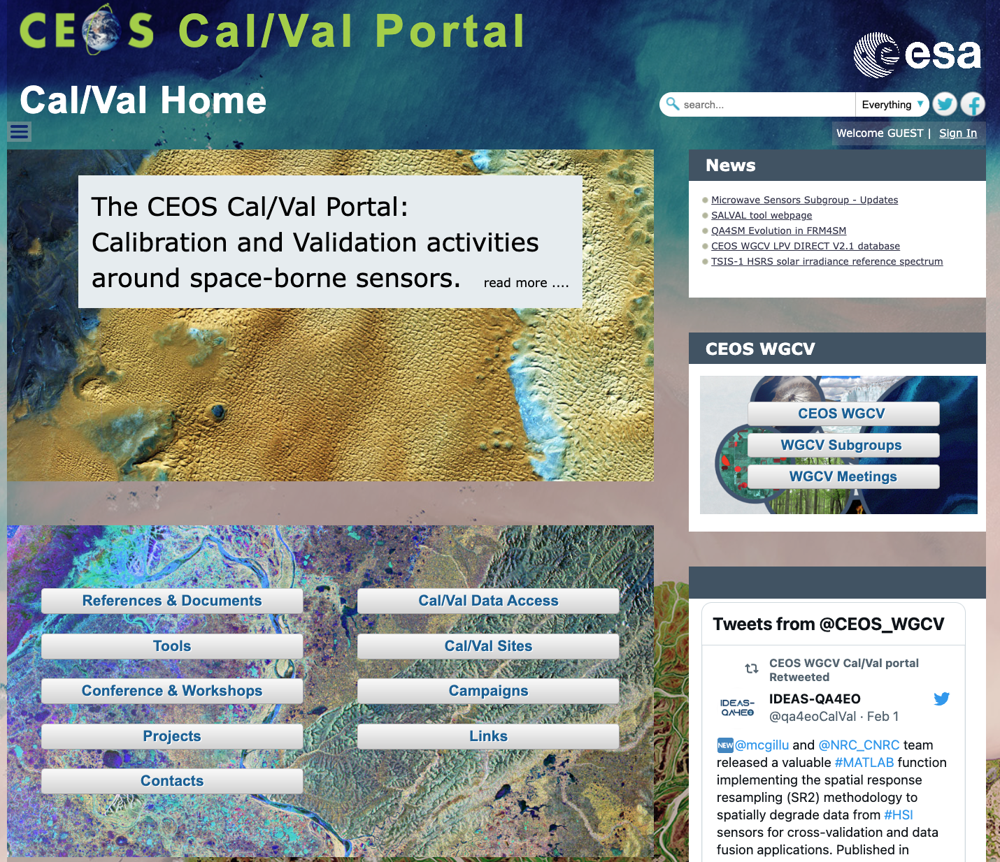 CEOS Cal/Val Portal
esa
Cal/Val Home
search...
Everything
Welcome GUEST | Sign In
The CEOS Cal/Val Portal:
Calibration and Validation activities
around space-borne sensors. read more ....
News
Microwave Sensors Subgroup - Updates
SALVAL tool webpage
QA4SM Evolution in FRM4SM
CEOS WGCV LPV DIRECT V2.1 database
TSIS-1 HSRS solar irradiance reference spectrum
CEOS WGCV
CEOS WGCV
WGCV Subgroups
WGCV Meetings
References & Documents
Cal/Val Data Access
Tools
Cal/Val Sites
Conference & Workshops
Campaigns
Projects
Links
Contacts
Tweets from @CEOS_WGCV
CEOS WGCV Cal/Val portal
Retweeted
IDEAS-
QA4EO
IDEAS-QA4EO
@qa4eoCalVal · Feb 1
NEW @mcgillu and @NRC_CNRC team
released a valuable #MATLAB function
implementing the spatial response
resampling (SR2) methodology to
spatially degrade data from #HSI
sensors for cross-validation and data
fusion applications. Published in